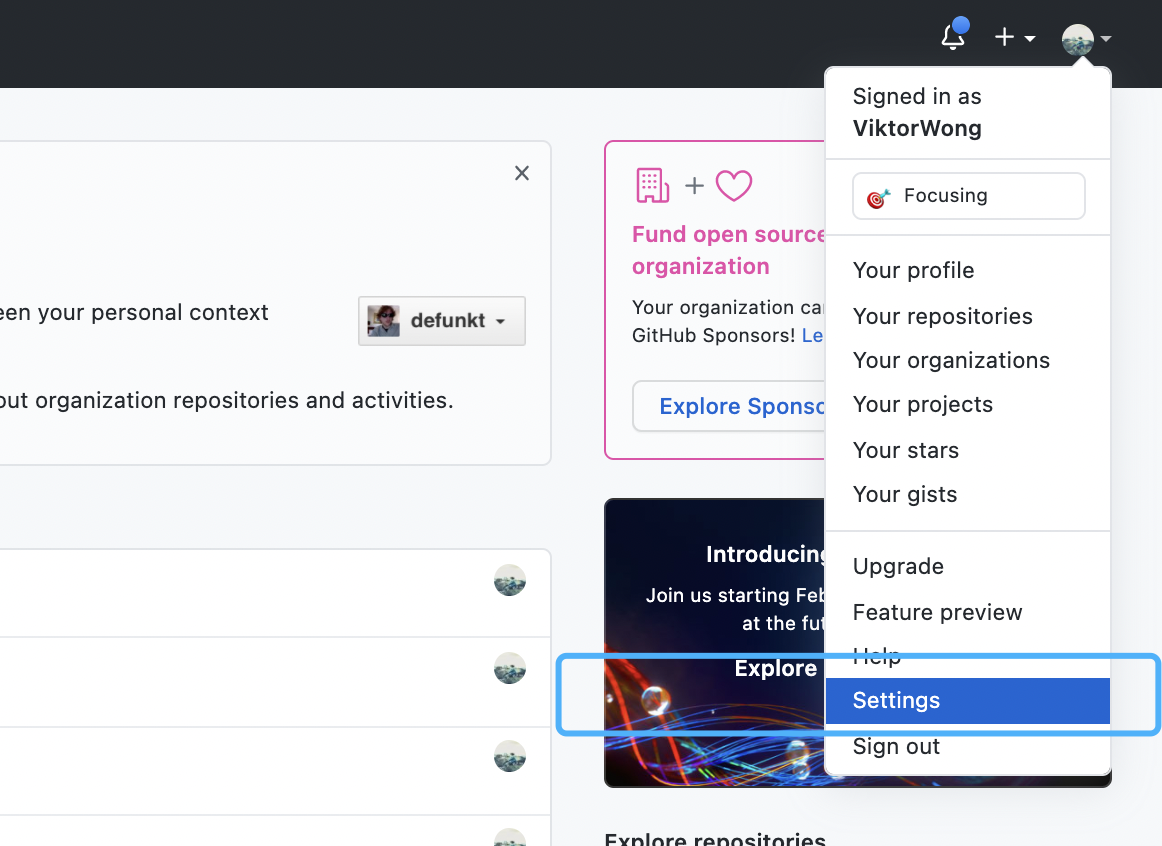 Signed in as
ViktorWong
Focusing
Your profile
Your repositories
Your organizations
Your projects
Your stars
Your gists
Upgrade
Feature preview
Help
Settings
Sign out
een your personal context
defunkt
out organization repositories and activities.
+
Fund open source
organization
Your organization ca
GitHub Sponsors! Le
Explore Sponso
Introducing
Join us starting Feb
at the fut
Explore
Explore repositories